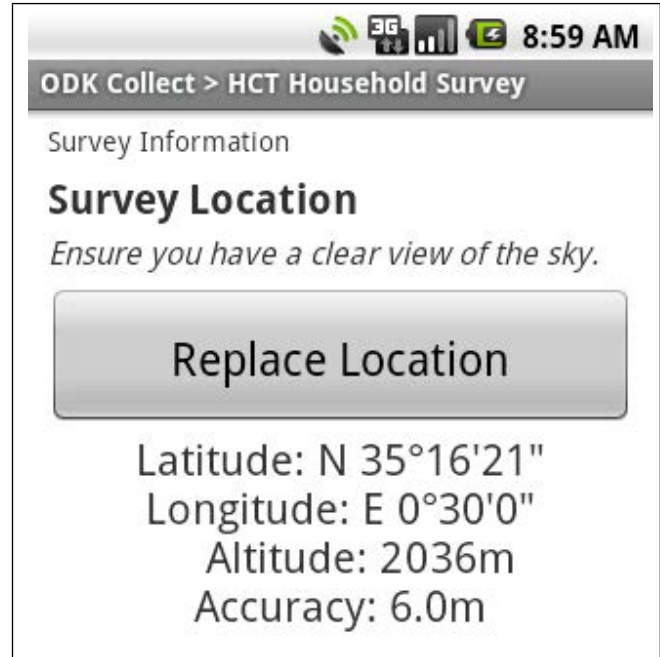 3G 8:59 AM
ODK Collect > HCT Household Survey
Survey Information
Survey Location
Ensure you have a clear view of the sky.
Replace Location
Latitude: N 35°16'21"
Longitude: E 0°30'0"
Altitude: 2036m
Accuracy: 6.0m